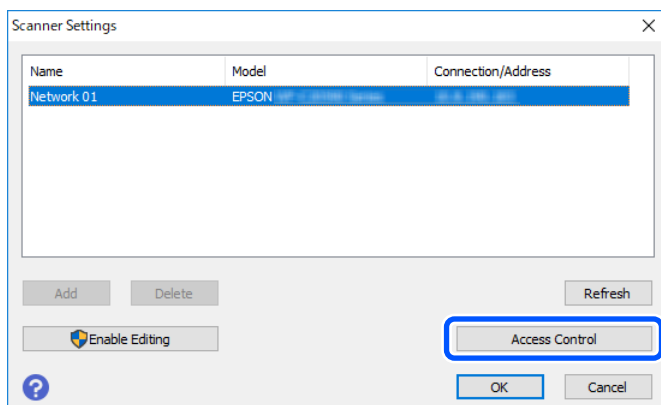 Scanner Settings
Name Model Connection/Address
Network 01 EPSON
Add Delete Refresh
Enable Editing Access Control
OK Cancel